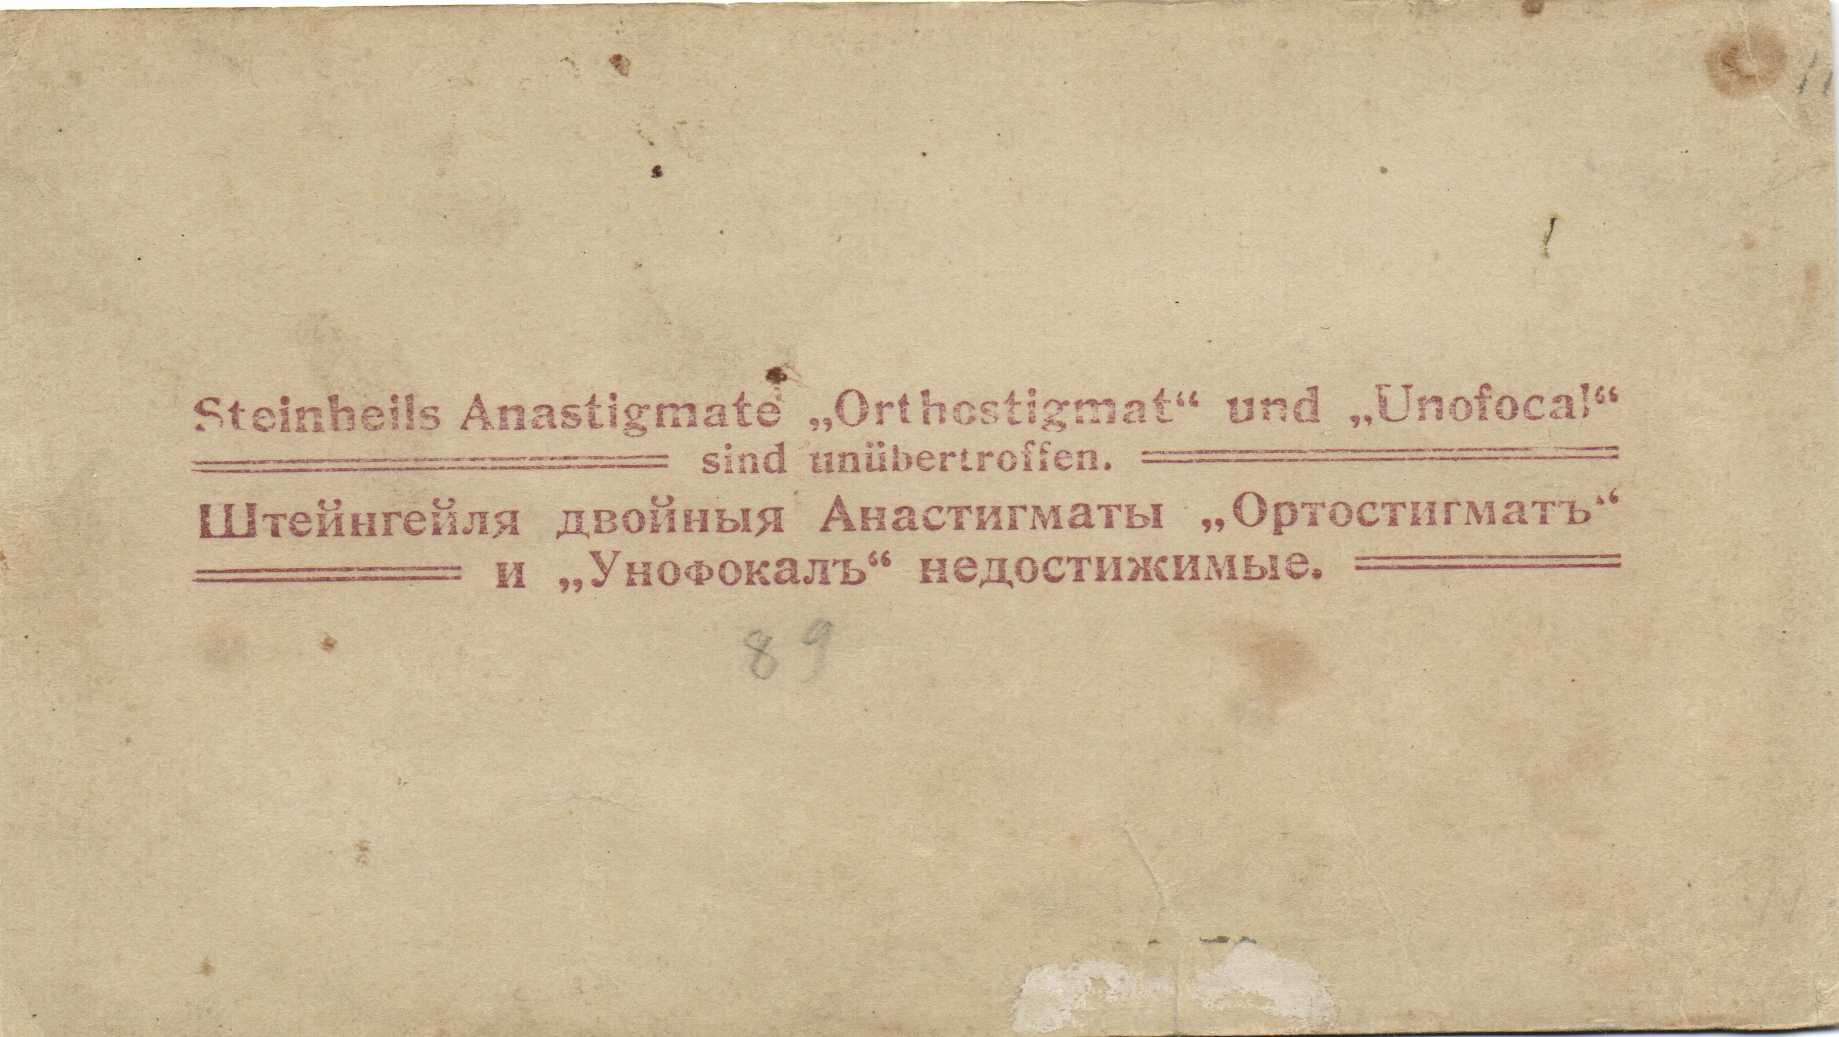 Steinheils Anastigmate „Orthostigmat“ und „Unofocal“
sind unübertroffen.
Штейнгейля двойныя Анастигматы „Ортостигматъ“
и „Унофокалъ“ недостижимые.
89